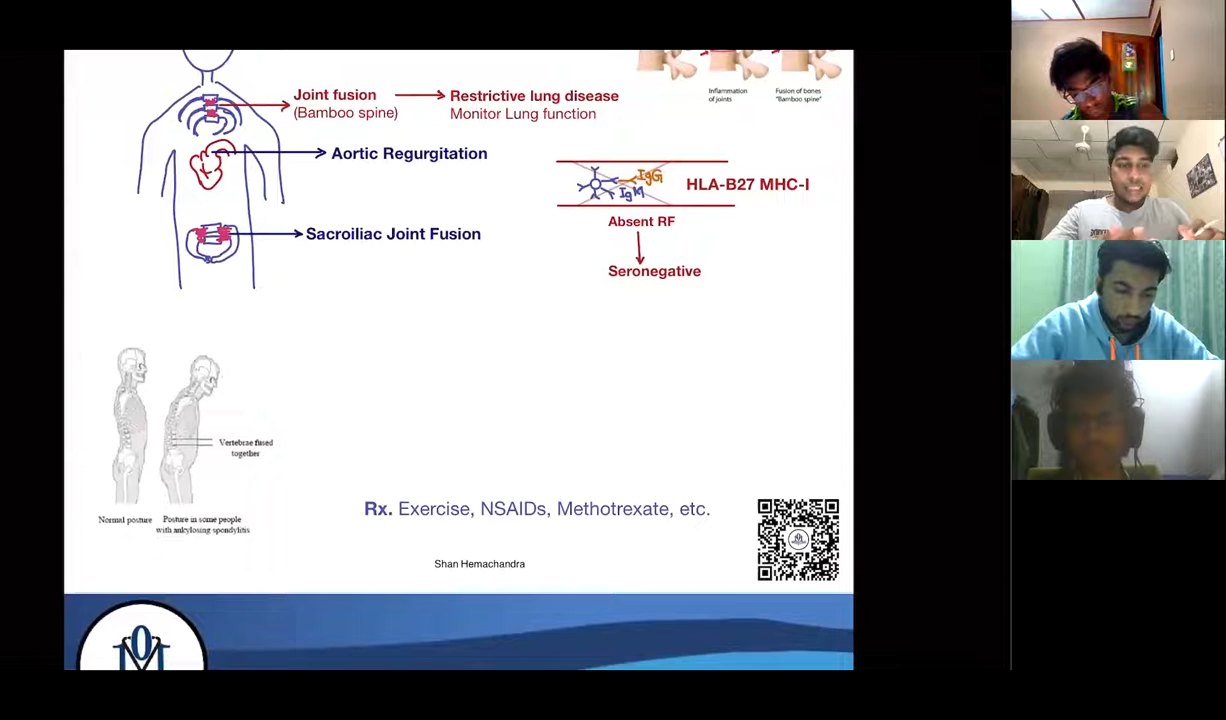 Inflammation
of joints
Fusion of bones
"Bamboo spine"
Joint fusion
(Bamboo spine)
Restrictive lung disease
Monitor Lung function
Aortic Regurgitation
IgG
IgM
HLA-B27 MHC-I
Absent RF
Seronegative
Sacroiliac Joint Fusion
Vertebrae fused
together
Normal posture
Posture in some people
with ankylosing spondylitis
Rx. Exercise, NSAIDs, Methotrexate, etc.
Shan Hemachandra